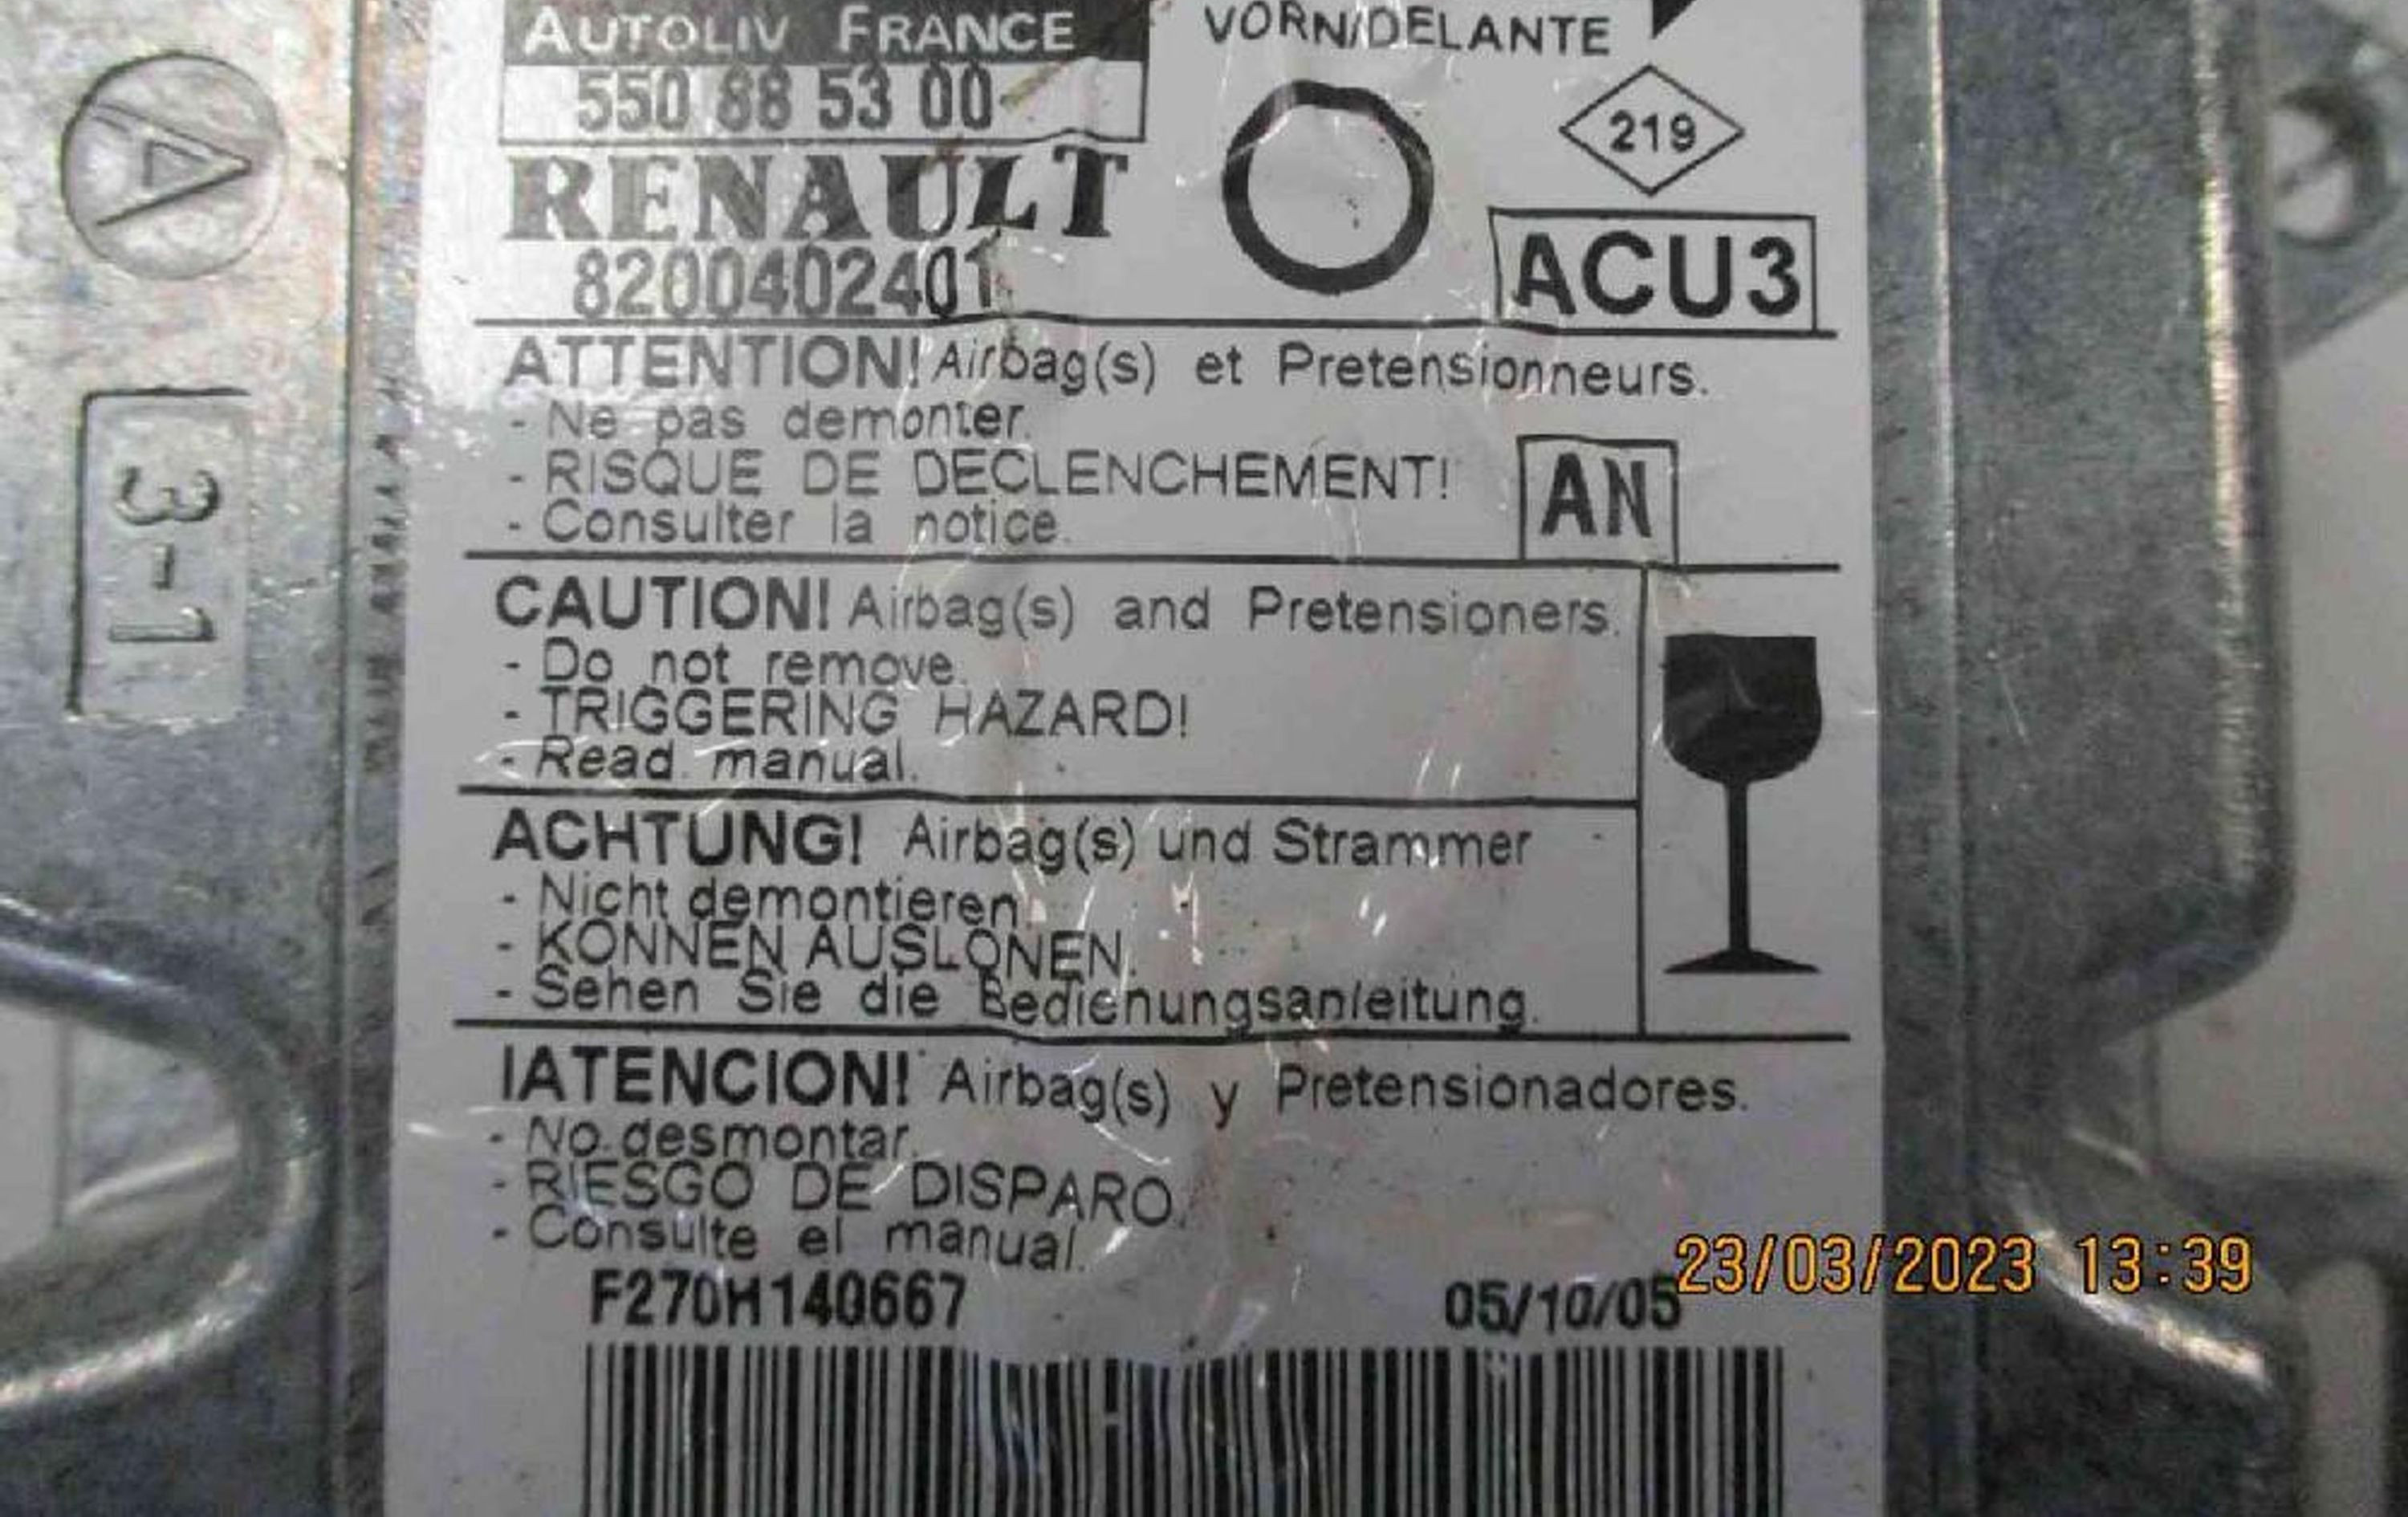 AUTOLIV FRANCE
550 88 53 00
VORN/DELANTE
219
RENAULT
8200402401
ACU3
ATTENTION! Airbag(s) et Pretensionneurs.
- Ne pas demonter.
- RISQUE DE DECLENCHEMENT!
- Consulter la notice.
AN
CAUTION! Airbag(s) and Pretensioners.
- Do not remove.
- TRIGGERING HAZARD!
- Read manual.
ACHTUNG! Airbag(s) und Strammer
- Nicht demontieren.
- KONNEN AUSLONEN.
- Sehen Sie die Bedienungsanleitung.
IATENCION! Airbag(s) y Pretensionadores.
- No desmontar.
- RIESGO DE DISPARO.
- Consulte el manual.
F270H140667
05/10/05
23/03/2023 13:39
A
3-1